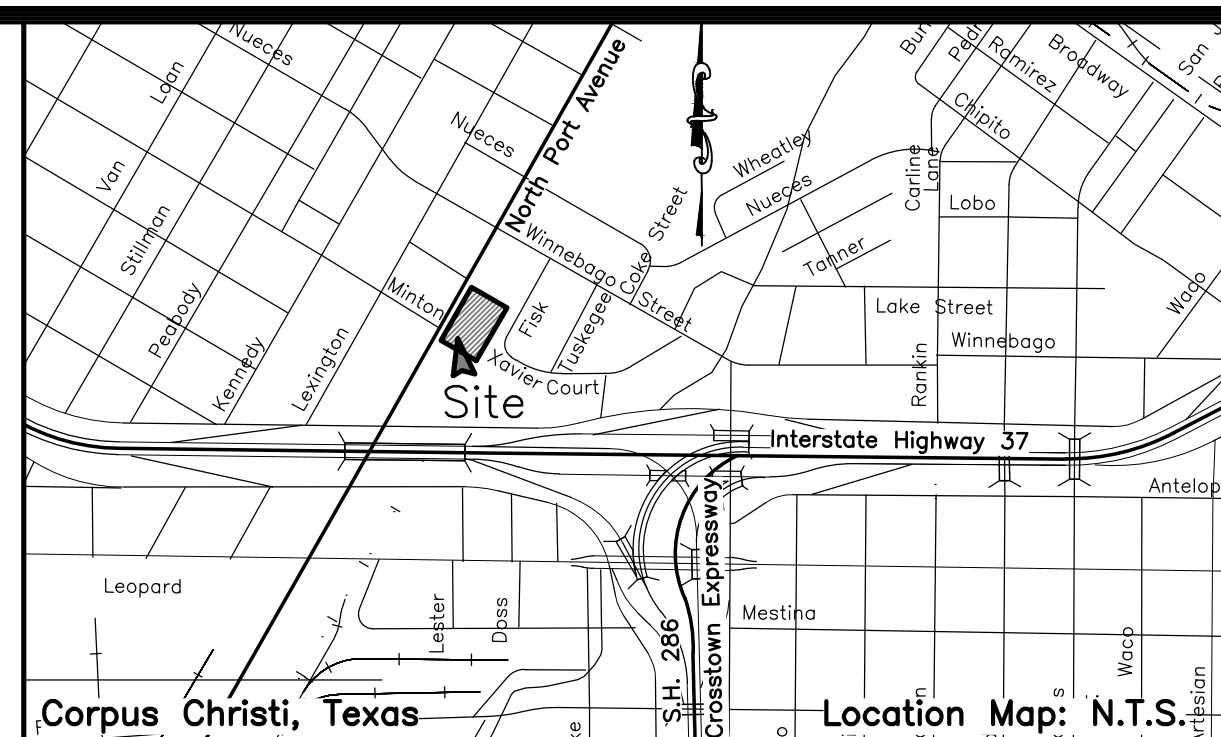 Nueces
Loan
North Port Avenue
Ramirez
Broadway
San
Chipito
Nueces
Wheatley
Carline
Lane
Van
Nueces
Street
Lobo
Stillman
Winnebago
Street
Coke
Tanner
Minton
Peabody
Fisk
Tuskegee
Lake Street
Waco
Winnebago
Kennedy
Lexington
Xavier Court
Rankin
Site
Interstate Highway 37
Antelop
Crosstown Expressway
Leopard
Lester
Doss
Mestina
S.H. 286
Waco
Corpus Christi, Texas
Location Map: N.T.S.